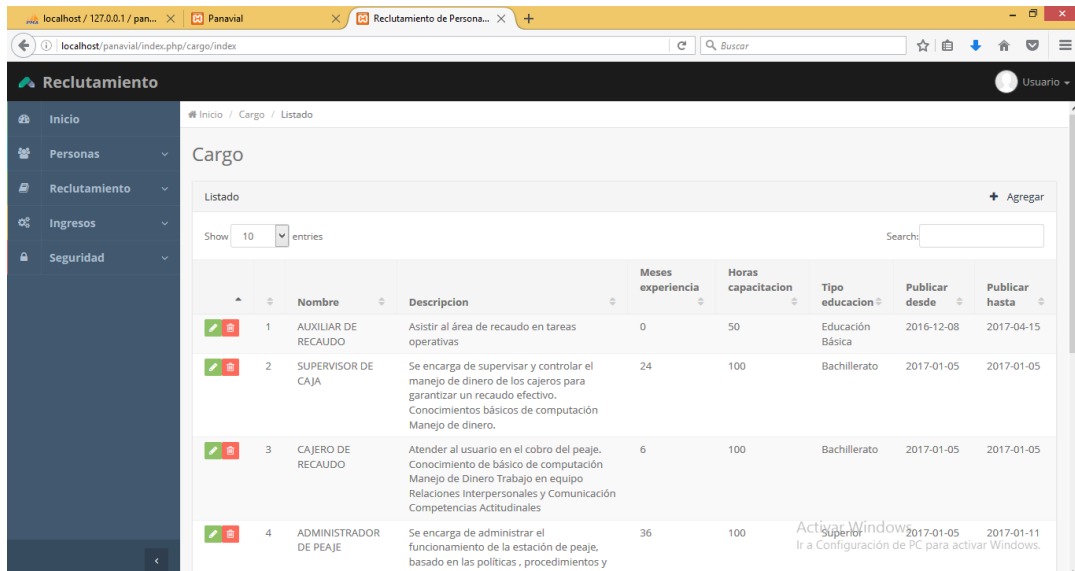 localhost / 127.0.0.1 / pan...
Panavial
Reclutamiento de Persona...
localhost/panavial/index.php/cargo/index
Buscar
Reclutamiento
Usuario
Inicio
Personas
Reclutamiento
Ingresos
Seguridad
Inicio / Cargo / Listado
Cargo
Listado
Agregar
Show 10 entries
Search:
Nombre
Descripcion
Meses
experiencia
Horas
capacitacion
Tipo
educacion
Publicar
desde
Publicar
hasta
1
AUXILIAR DE
RECAUDO
Asistir al área de recaudo en tareas
operativas
0
50
Educación
Básica
2016-12-08
2017-04-15
2
SUPERVISOR DE
CAJA
Se encarga de supervisar y controlar el
manejo de dinero de los cajeros para
garantizar un recaudo efectivo.
Conocimientos básicos de computación
Manejo de dinero.
24
100
Bachillerato
2017-01-05
2017-01-05
3
CAJERO DE
RECAUDO
Atender al usuario en el cobro del peaje.
Conocimiento de básico de computación
Manejo de Dinero Trabajo en equipo
Relaciones Interpersonales y Comunicación
Competencias Actitudinales
6
100
Bachillerato
2017-01-05
2017-01-05
4
ADMINISTRADOR
DE PEAJE
Se encarga de administrar el
funcionamiento de la estación de peaje,
basado en las políticas , procedimientos y
36
100
Superior
2017-01-05
2017-01-11
Activar Windows
Ir a Configuración de PC para activar Windows.